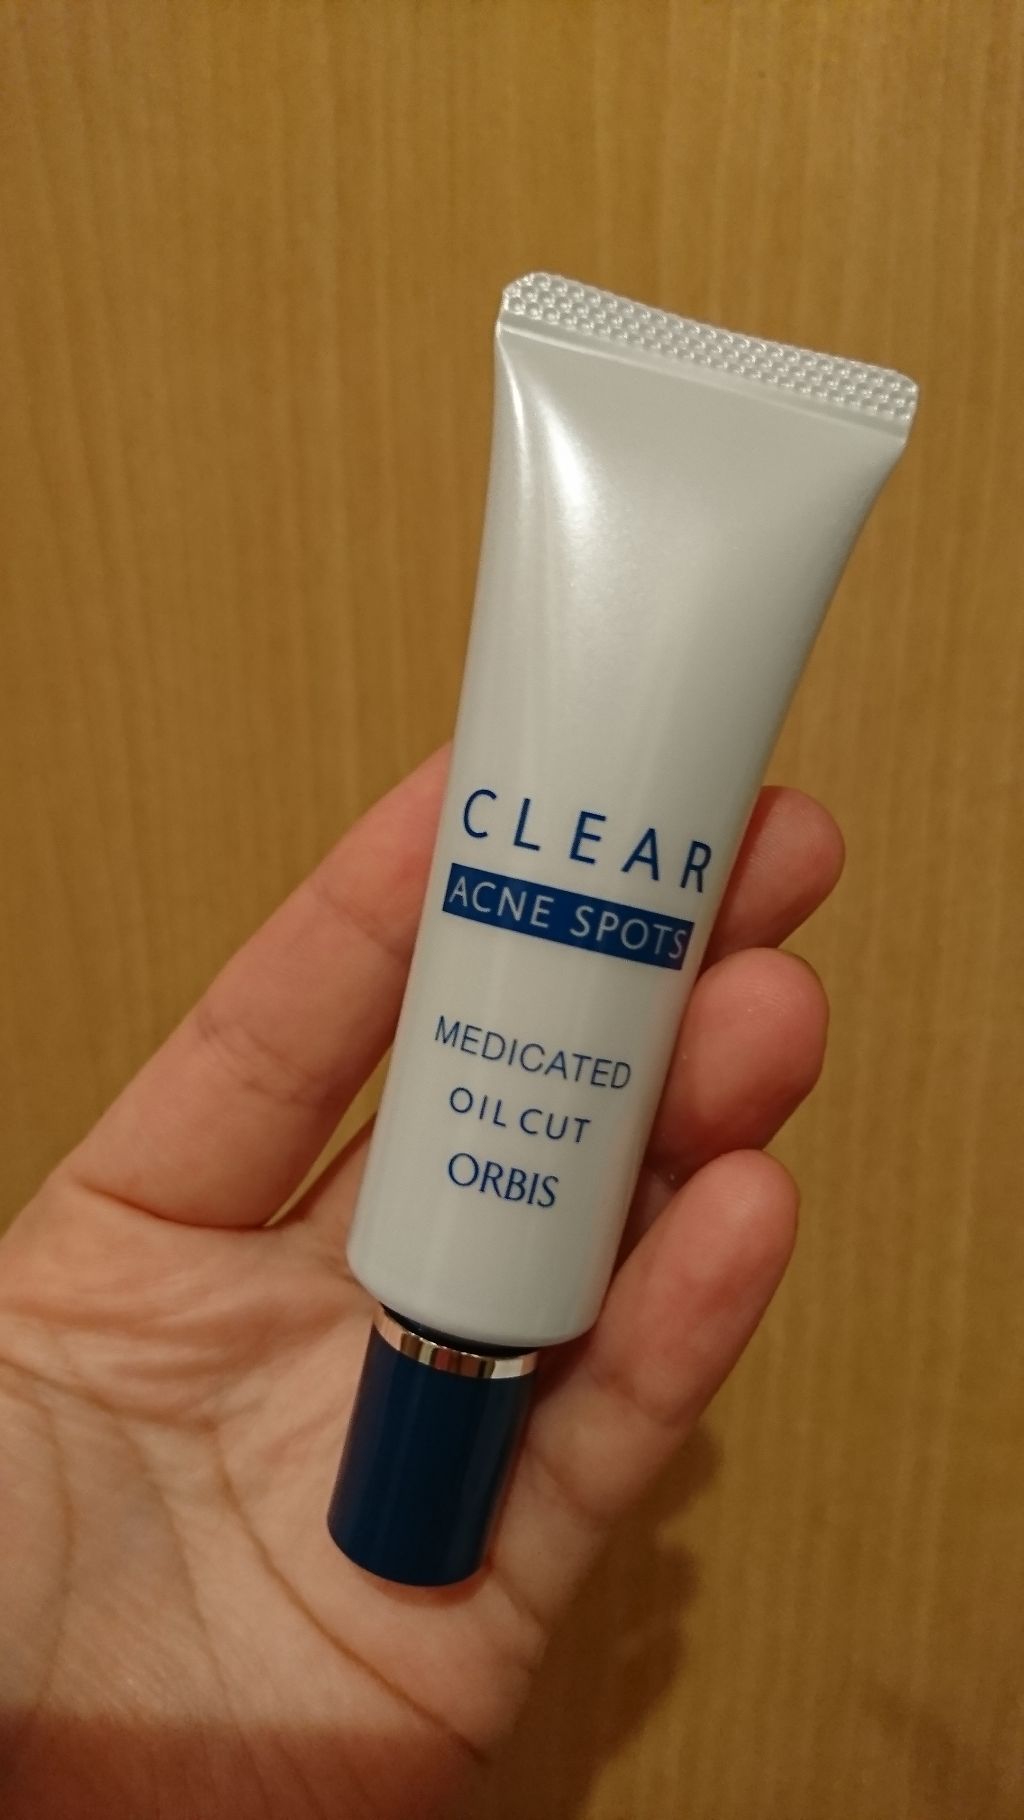 CLEAR
ACNE SPOTS
MEDICATED
OIL CUT
ORBIS